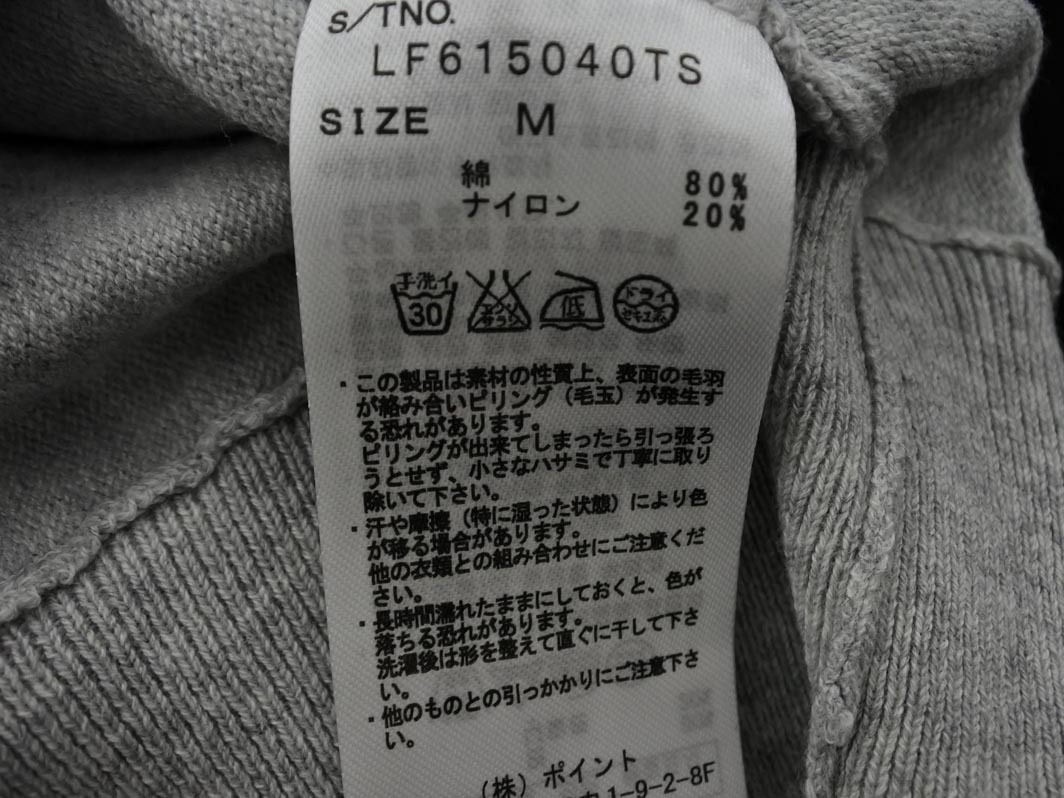 S/TNO.
LF615040TS
SIZE M
綿 80%
ナイロン 20%
手洗イ
30
エンソ
サラシ
低
ドライ
セキユ系
・この製品は素材の性質上、表面の毛羽
が絡み合いピリング（毛玉）が発生す
る恐れがあります。
ピリングが出来てしまったら引っ張ろ
うとせず、小さなハサミで丁寧に取り
除いて下さい。
・汗や摩擦（特に湿った状態）により色
が移る場合があります。
他の衣類との組み合わせにご注意くだ
さい。
・長時間濡れたままにしておくと、色が
落ちる恐れがあります。
洗濯後は形を整えて直ぐに干して下さ
い。
・他のものとの引っかかりにご注意下さ
い。
（株）ポイント
1-9-2-8F